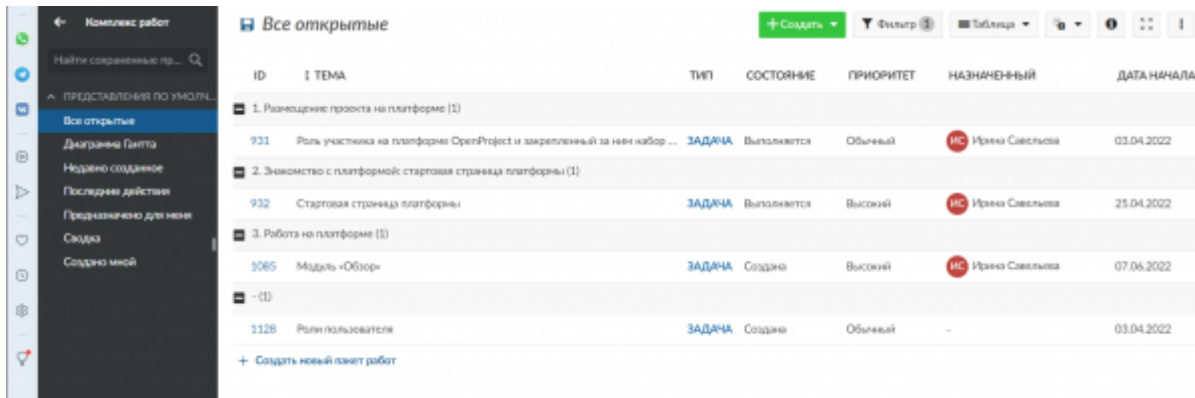 Комплекс работ
Найти сохраненные пр...
ПРЕДСТАВЛЕНИЯ ПО УМОЛЧ...
Все открытые
Диаграмма Гантта
Недавно созданное
Последние действия
Предназначено для меня
Сводка
Создано мной
Все открытые
+ Создать
Фильтр 1
Таблица
ID ТЕМА ТИП СОСТОЯНИЕ ПРИОРИТЕТ НАЗНАЧЕННЫЙ ДАТА НАЧАЛА
1. Размещение проекта на платформе (1)
931 Роль участника на платформе OpenProject и закрепленный за ним набор ... ЗАДАЧА Выполняется Обычный ИС Ирина Савельева 03.04.2022
2. Знакомство с платформой: стартовая страница платформы (1)
932 Стартовая страница платформы ЗАДАЧА Выполняется Высокий ИС Ирина Савельева 25.04.2022
3. Работа на платформе (1)
1085 Модуль «Обзор» ЗАДАЧА Создана Высокий ИС Ирина Савельева 07.06.2022
- (1)
1128 Роли пользователя ЗАДАЧА Создана Обычный - 03.04.2022
+ Создать новый пакет работ